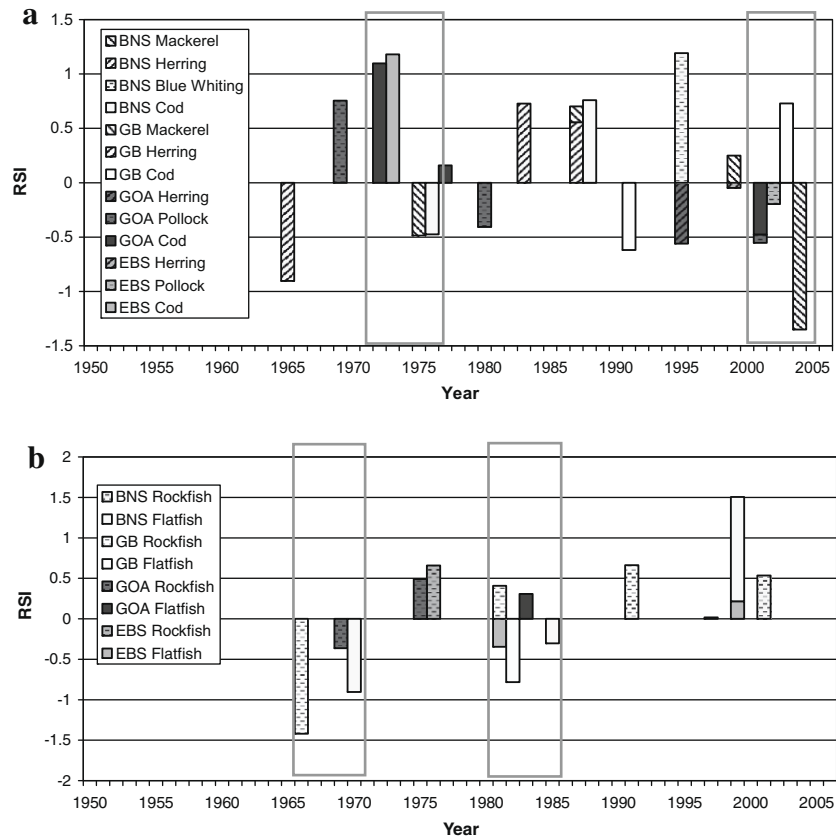 a
1.5
1
0.5
0
-0.5
-1
-1.5
RSI
BNS Mackerel
BNS Herring
BNS Blue Whiting
BNS Cod
GB Mackerel
GB Herring
GB Cod
GOA Herring
GOA Pollock
GOA Cod
EBS Herring
EBS Pollock
EBS Cod
1950 1955 1960 1965 1970 1975 1980 1985 1990 1995 2000 2005
Year
b
2
1.5
1
0.5
0
-0.5
-1
-1.5
-2
RSI
BNS Rockfish
BNS Flatfish
GB Rockfish
GB Flatfish
GOA Rockfish
GOA Flatfish
EBS Rockfish
EBS Flatfish
1950 1955 1960 1965 1970 1975 1980 1985 1990 1995 2000 2005
Year